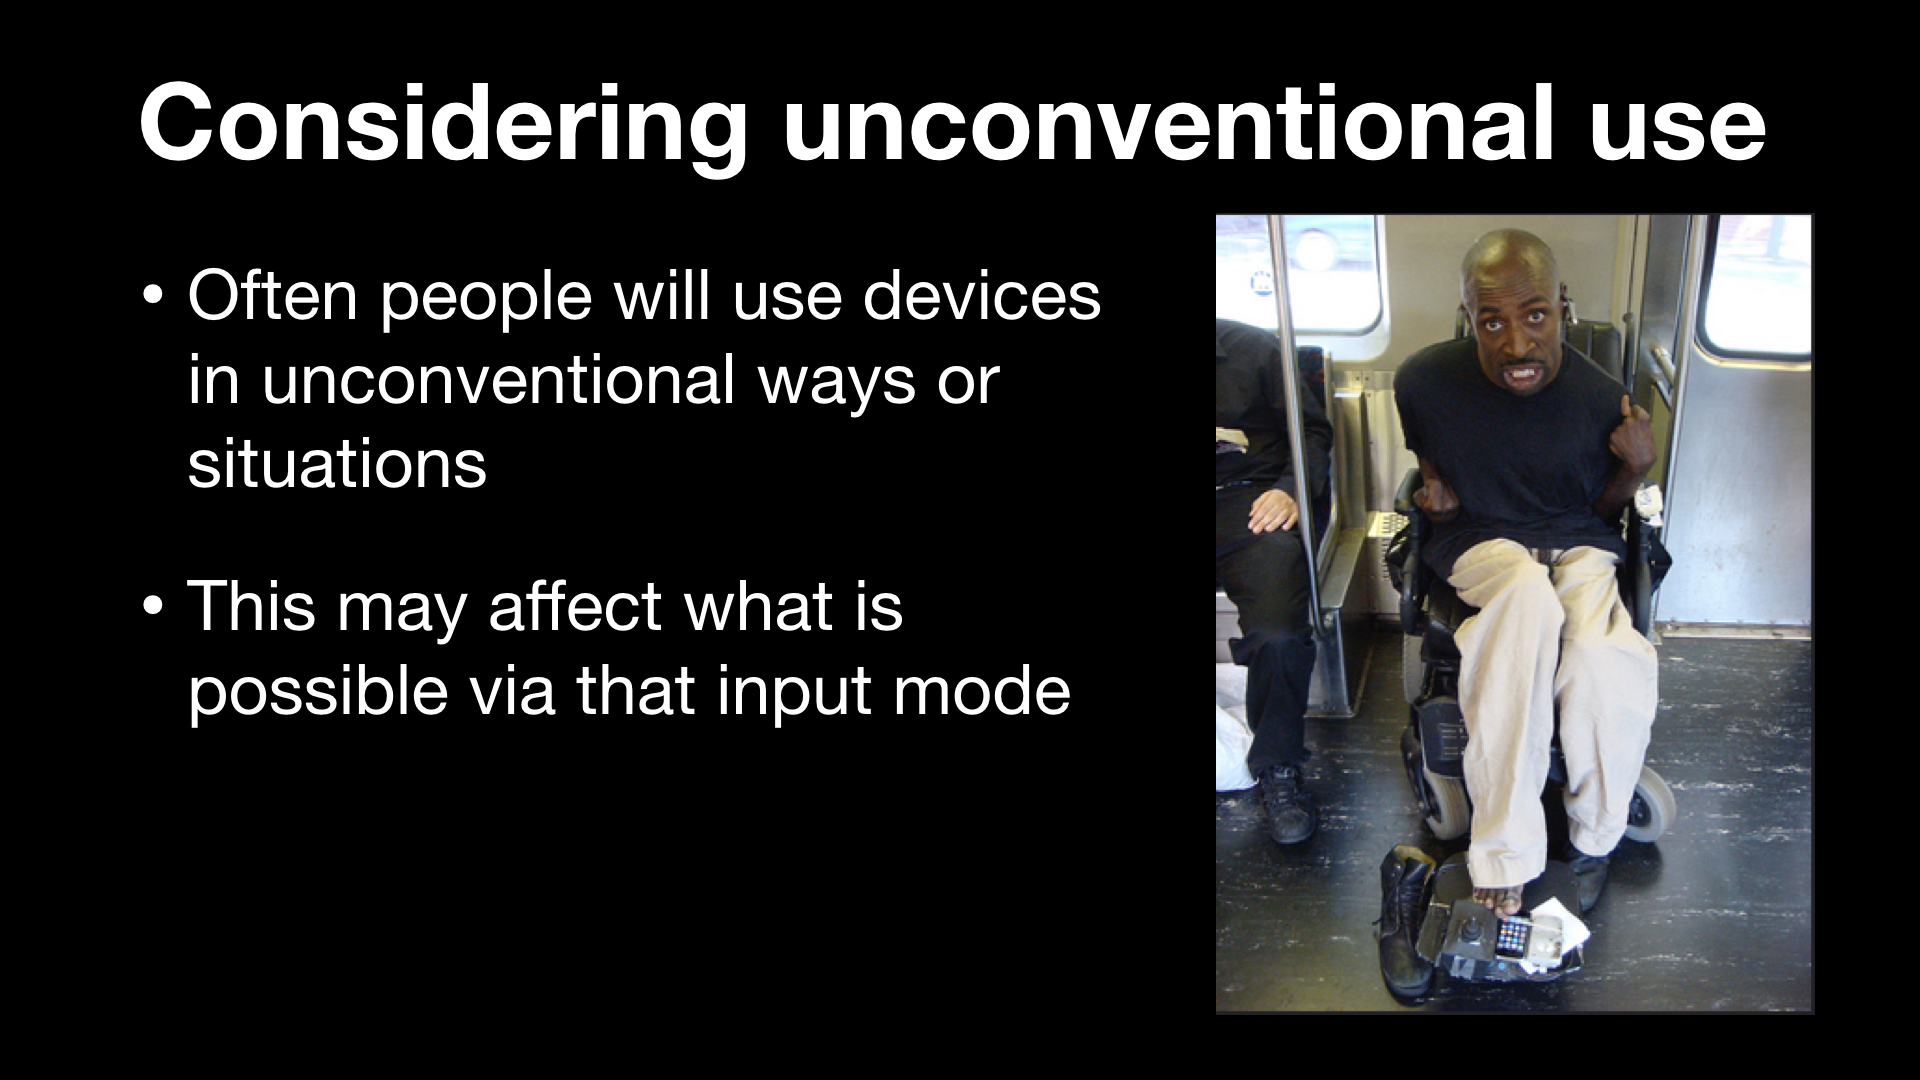 Considering unconventional use
• Often people will use devices
in unconventional ways or
situations
• This may affect what is
possible via that input mode